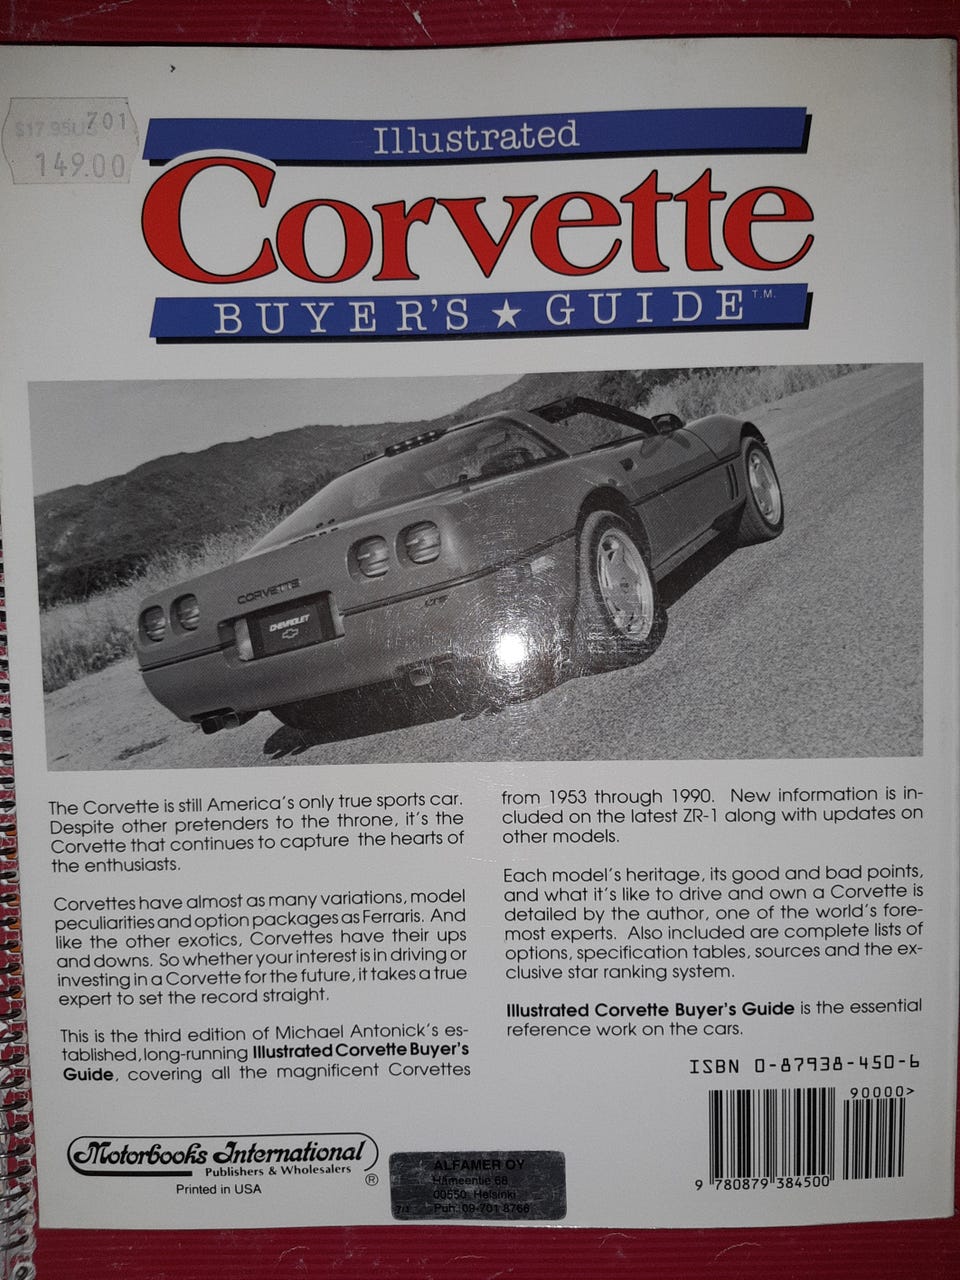 $17.95US 701
149.00
Illustrated
Corvette
BUYER'S ★ GUIDE T.M.
CORVETTE
CHEVROLET
The Corvette is still America's only true sports car.
Despite other pretenders to the throne, it's the
Corvette that continues to capture the hearts of
the enthusiasts.
Corvettes have almost as many variations, model
peculiarities and option packages as Ferraris. And
like the other exotics, Corvettes have their ups
and downs. So whether your interest is in driving or
investing in a Corvette for the future, it takes a true
expert to set the record straight.
This is the third edition of Michael Antonick's es-
tablished, long-running Illustrated Corvette Buyer's
Guide, covering all the magnificent Corvettes
from 1953 through 1990. New information is in-
cluded on the latest ZR-1 along with updates on
other models.
Each model's heritage, its good and bad points,
and what it's like to drive and own a Corvette is
detailed by the author, one of the world's fore-
most experts. Also included are complete lists of
options, specification tables, sources and the ex-
clusive star ranking system.
Illustrated Corvette Buyer's Guide is the essential
reference work on the cars.
ISBN 0-87938-450-6
90000>
9 780879 384500
Motorbooks International
Publishers & Wholesalers
®
Printed in USA
ALFAMER OY
Hämeentie 68
00550 Helsinki
Puh. 09-701 8766